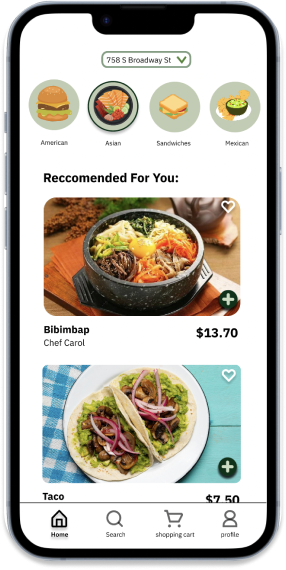 758 S Broadway St
American
Asian
Sandwiches
Mexican
Reccomended For You:
Bibimbap
$13.70
Chef Carol
Taco
$7.50
Home
Search
shopping cart
profile